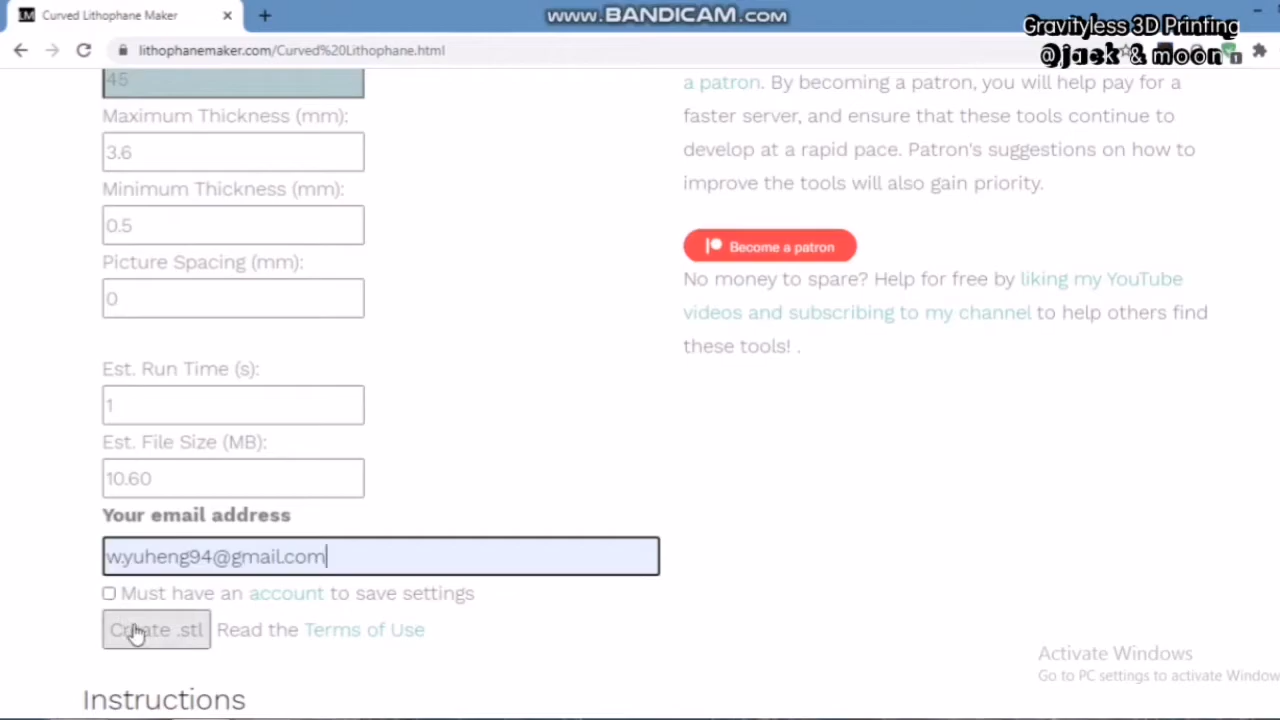 Curved Lithophane Maker
www.BANDICAM.com
Gravityless 3D Printing
@jack & moon
lithophanemaker.com/Curved%20Lithophane.html
45
Maximum Thickness (mm):
3.6
Minimum Thickness (mm):
0.5
Picture Spacing (mm):
0
Est. Run Time (s):
1
Est. File Size (MB):
10.60
Your email address
w.yuheng94@gmail.com
Must have an account to save settings
Create .stl Read the Terms of Use
Instructions
a patron. By becoming a patron, you will help pay for a
faster server, and ensure that these tools continue to
develop at a rapid pace. Patron's suggestions on how to
improve the tools will also gain priority.
Become a patron
No money to spare? Help for free by liking my YouTube
videos and subscribing to my channel to help others find
these tools! .
Activate Windows
Go to PC settings to activate Window